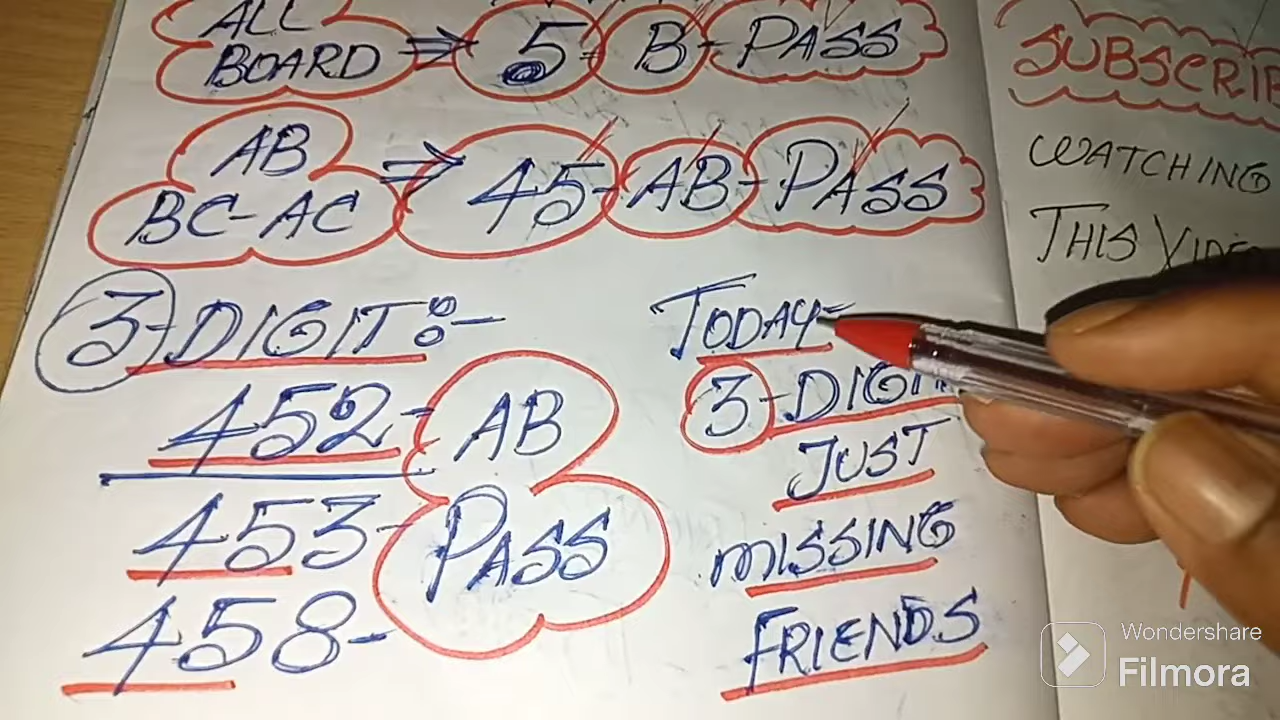 ALL
BOARD ⇒ 5 - B - PASS
AB
BC-AC ⇒ 45 - AB - PASS
3-DIGIT:-
452- AB
453- PASS
458-
TODAY-
3-DIGIT
JUST
MISSING
FRIENDS
SUBSCRIB
WATCHING
THIS VIDEO
Wondershare
Filmora